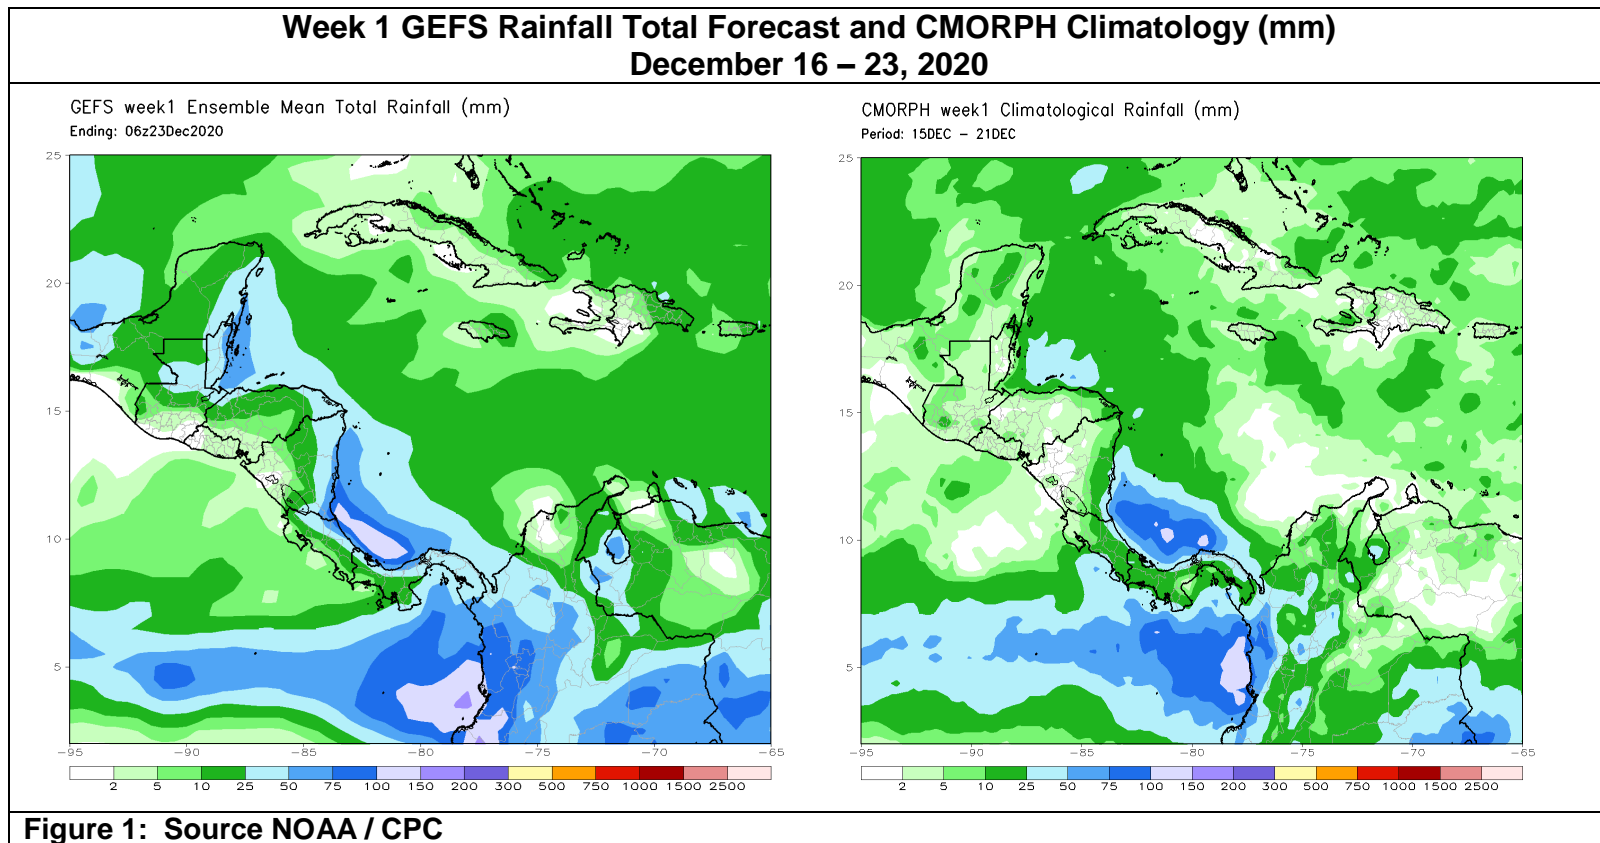 Week 1 GEFS Rainfall Total Forecast and CMORPH Climatology (mm)
December 16 – 23, 2020
GEFS week1 Ensemble Mean Total Rainfall (mm)
Ending: 06z23Dec2020
25
20
15
10
5
-95 -90 -85 -80 -75 -70 -65
2 5 10 25 50 75 100 150 200 300 500 750 1000 1500 2500
CMORPH week1 Climatological Rainfall (mm)
Period: 15DEC – 21DEC
25
20
15
10
5
-95 -90 -85 -80 -75 -70 -65
2 5 10 25 50 75 100 150 200 300 500 750 1000 1500 2500
Figure 1: Source NOAA / CPC